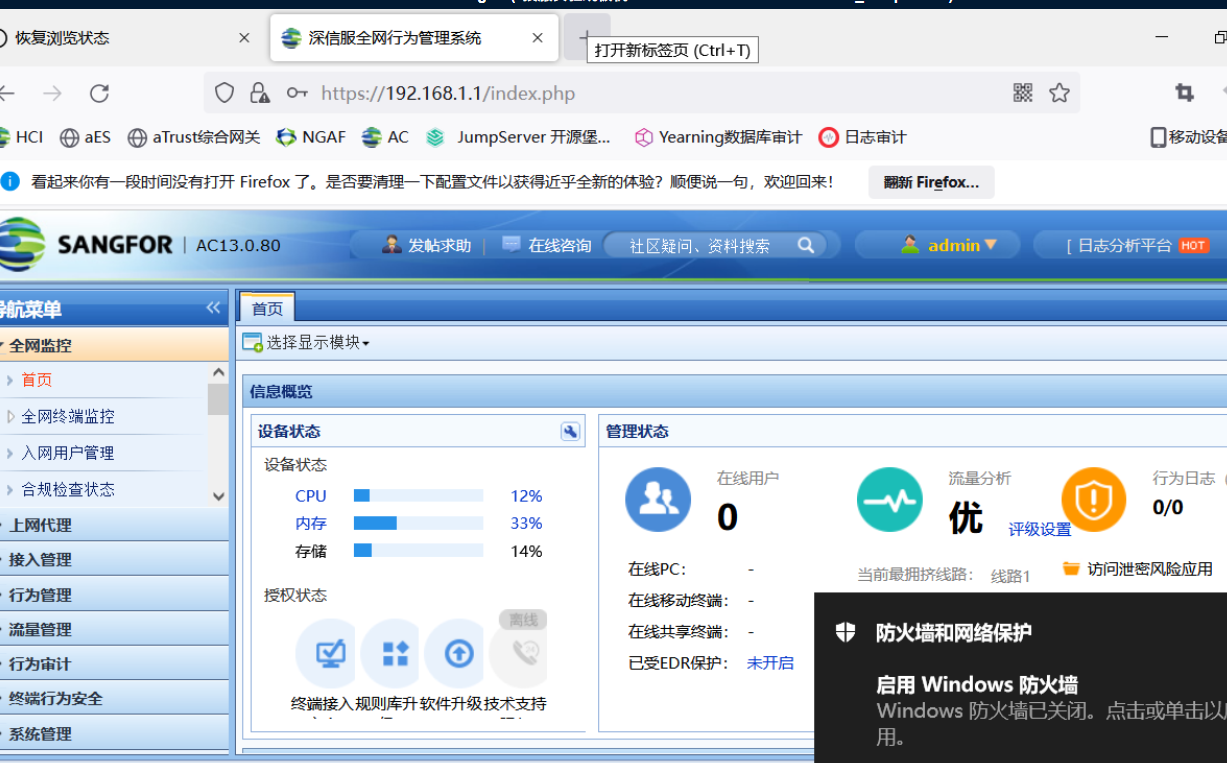 恢复浏览状态
深信服全网行为管理系统
打开新标签页 (Ctrl+T)
https://192.168.1.1/index.php
HCI aES aTrust综合网关 NGAF AC JumpServer 开源堡... Yearning数据库审计 日志审计 移动设备
看起来你有一段时间没有打开 Firefox 了。是否要清理一下配置文件以获得近乎全新的体验？顺便说一句，欢迎回来！ 翻新 Firefox...
SANGFOR | AC13.0.80 发帖求助 | 在线咨询 社区疑问、资料搜索 admin [ 日志分析平台 HOT
导航菜单 «
首页
全网监控
选择显示模块
首页
全网终端监控
入网用户管理
合规检查状态
上网代理
接入管理
行为管理
流量管理
行为审计
终端行为安全
系统管理
信息概览
设备状态
设备状态
CPU 12%
内存 33%
存储 14%
授权状态
离线
终端接入 规则库升 软件升级 技术支持
管理状态
在线用户
0
流量分析
优 评级设置
行为日志
0/0
在线PC： -
在线移动终端： -
在线共享终端： -
已受EDR保护： 未开启
当前最拥挤线路： 线路1
访问泄密风险应用
防火墙和网络保护
启用 Windows 防火墙
Windows 防火墙已关闭。点击或单击以
用。